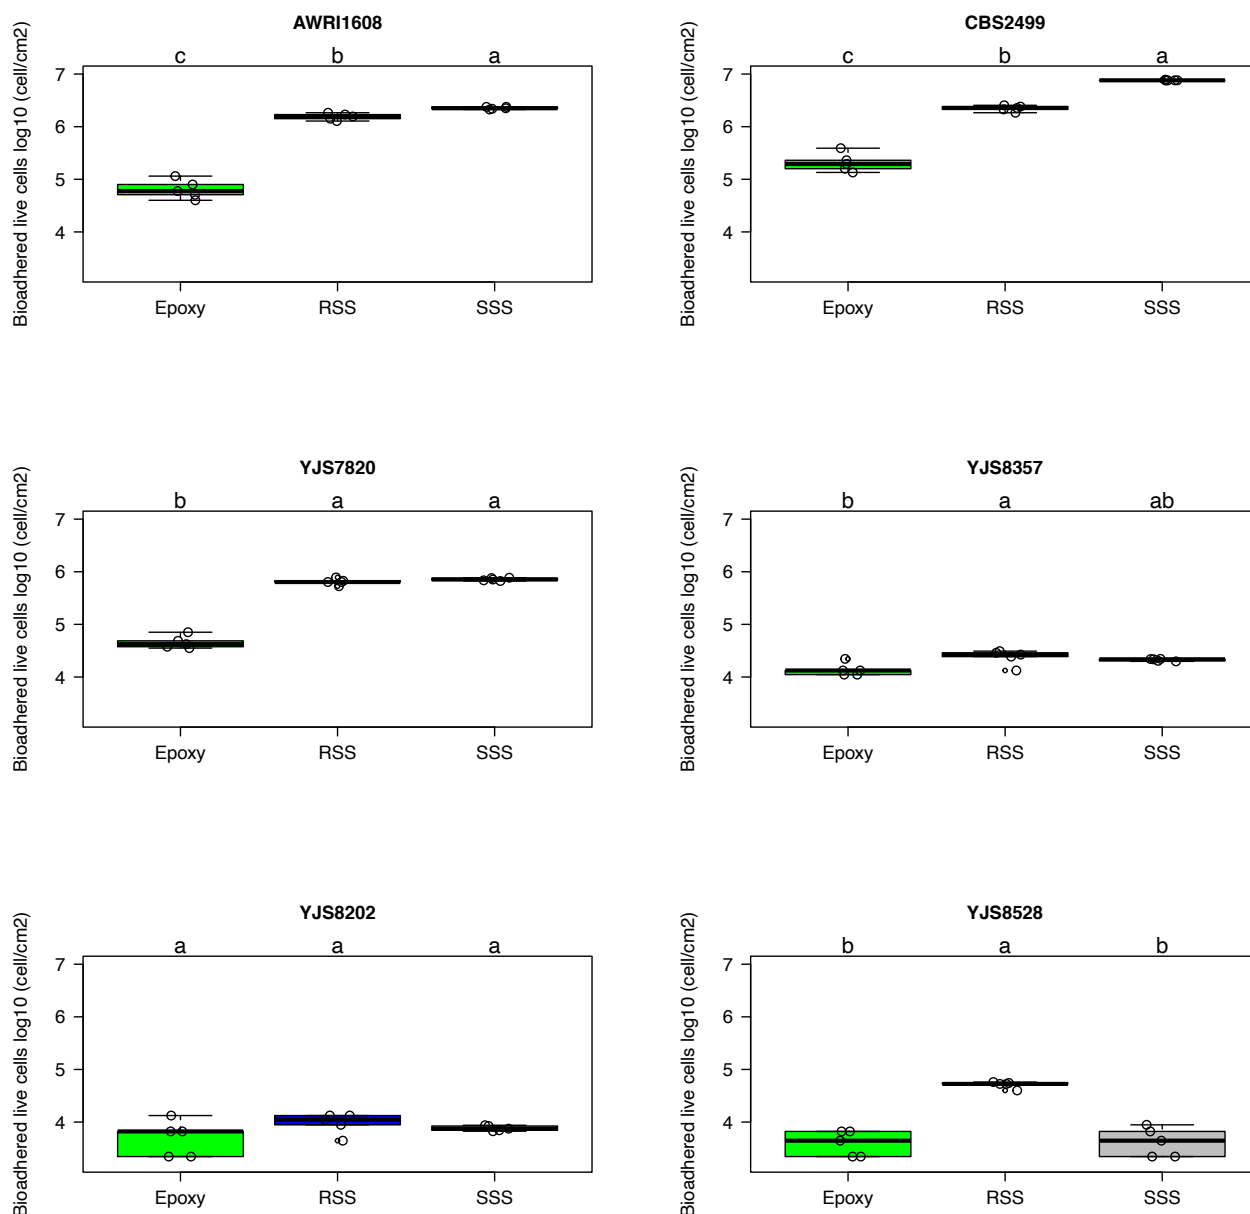 AWRI1608
c b a
Bioadhered live cells log10 (cell/cm2)
7
6
5
4
Epoxy RSS SSS
CBS2499
c b a
Bioadhered live cells log10 (cell/cm2)
7
6
5
4
Epoxy RSS SSS
YJS7820
b a a
Bioadhered live cells log10 (cell/cm2)
7
6
5
4
Epoxy RSS SSS
YJS8357
b a ab
Bioadhered live cells log10 (cell/cm2)
7
6
5
4
Epoxy RSS SSS
YJS8202
a a a
Bioadhered live cells log10 (cell/cm2)
7
6
5
4
Epoxy RSS SSS
YJS8528
b a b
Bioadhered live cells log10 (cell/cm2)
7
6
5
4
Epoxy RSS SSS